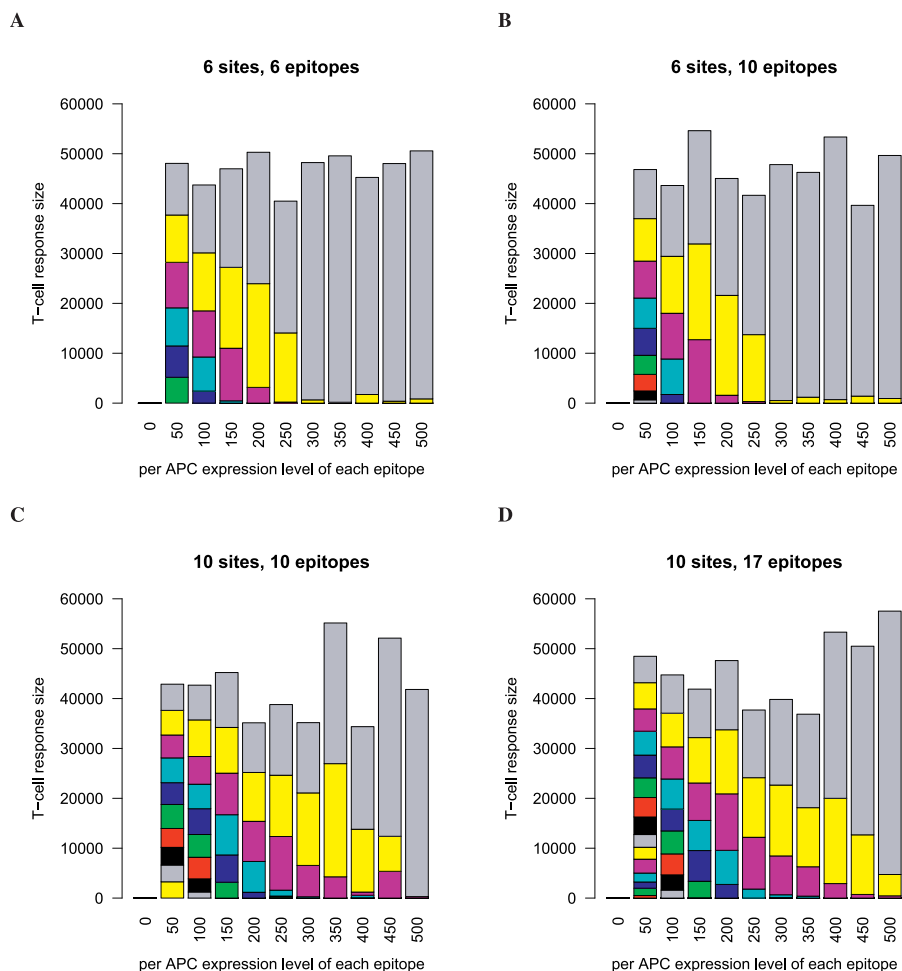 A
6 sites, 6 epitopes
T-cell response size
60000
50000
40000
30000
20000
10000
0
0 50 100 150 200 250 300 350 400 450 500
per APC expression level of each epitope
B
6 sites, 10 epitopes
T-cell response size
60000
50000
40000
30000
20000
10000
0
0 50 100 150 200 250 300 350 400 450 500
per APC expression level of each epitope
C
10 sites, 10 epitopes
T-cell response size
60000
50000
40000
30000
20000
10000
0
0 50 100 150 200 250 300 350 400 450 500
per APC expression level of each epitope
D
10 sites, 17 epitopes
T-cell response size
60000
50000
40000
30000
20000
10000
0
0 50 100 150 200 250 300 350 400 450 500
per APC expression level of each epitope